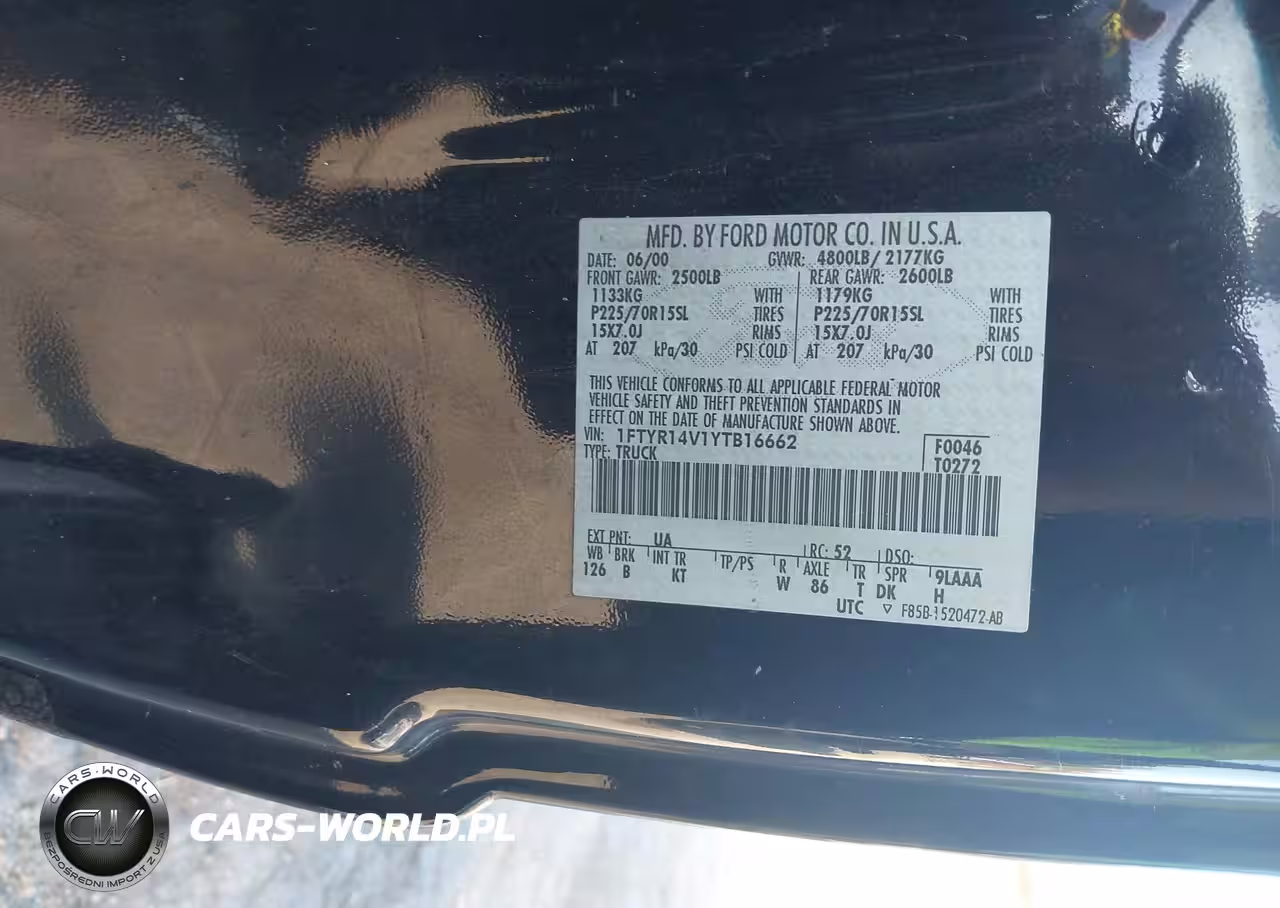 MFD. BY FORD MOTOR CO. IN U.S.A.
DATE: 06/00 GVWR: 4800LB/ 2177KG
FRONT GAWR: 2500LB REAR GAWR: 2600LB
1133KG WITH 1179KG WITH
P225/70R15SL TIRES P225/70R15SL TIRES
15X7.0J RIMS 15X7.0J RIMS
AT 207 kPa/30 PSI COLD AT 207 kPa/30 PSI COLD
THIS VEHICLE CONFORMS TO ALL APPLICABLE FEDERAL MOTOR
VEHICLE SAFETY AND THEFT PREVENTION STANDARDS IN
EFFECT ON THE DATE OF MANUFACTURE SHOWN ABOVE.
VIN: 1FTYR14V1YTB16662 F0046
TYPE: TRUCK T0272
EXT PNT: UA RC: 52 DSO:
WB BRK INT TR TP/PS R AXLE TR SPR 9LAAA
126 B KT W 86 T DK H
UTC ▽ F85B-1520472-AB
CARS-WORLD
CW
BEZPOŚREDNI IMPORT Z USA
CARS-WORLD.PL